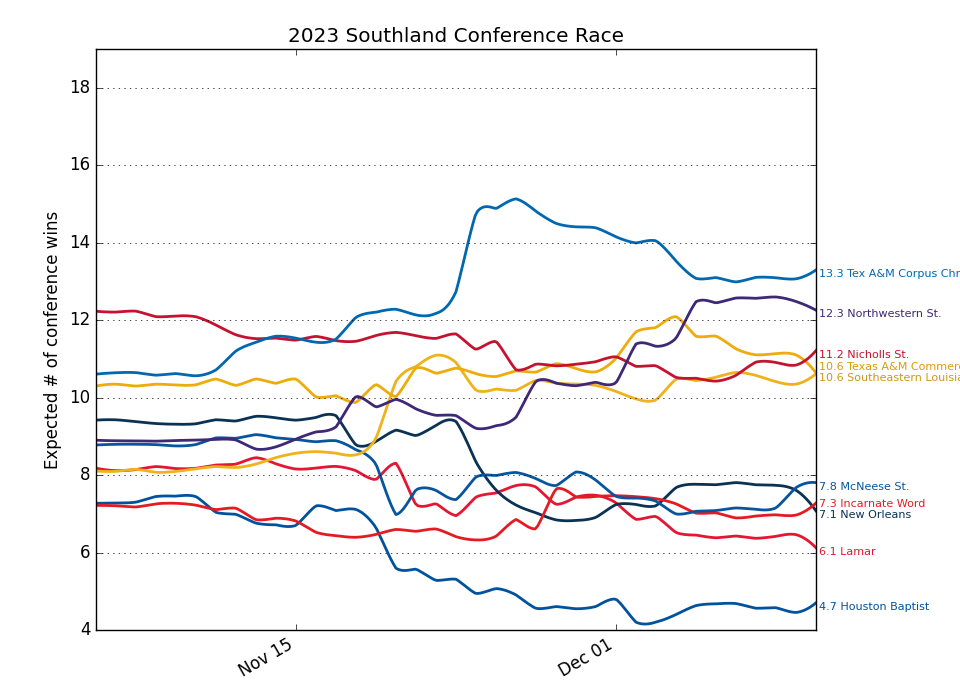 2023 Southland Conference Race
Expected # of conference wins
18
16
14
12
10
8
6
4
Nov 15
Dec 01
13.3 Tex A&M Corpus Chr
12.3 Northwestern St.
11.2 Nicholls St.
10.6 Texas A&M Commerc
10.6 Southeastern Louisia
7.8 McNeese St.
7.3 Incarnate Word
7.1 New Orleans
6.1 Lamar
4.7 Houston Baptist